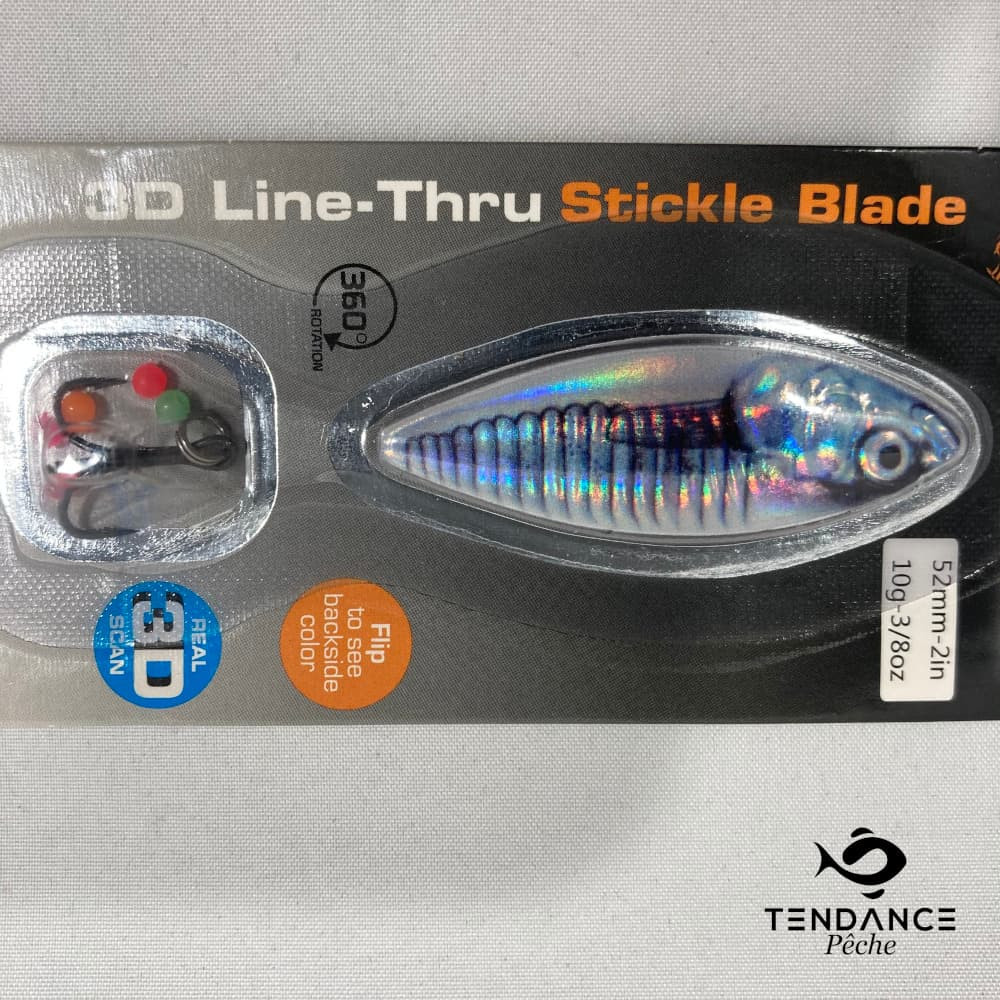 3D Line-Thru Stickle Blade
360°
ROTATION
REAL
3D
SCAN
Flip
to see
backside
color
52mm-2in
10g-3/8oz
TENDANCE
Pêche